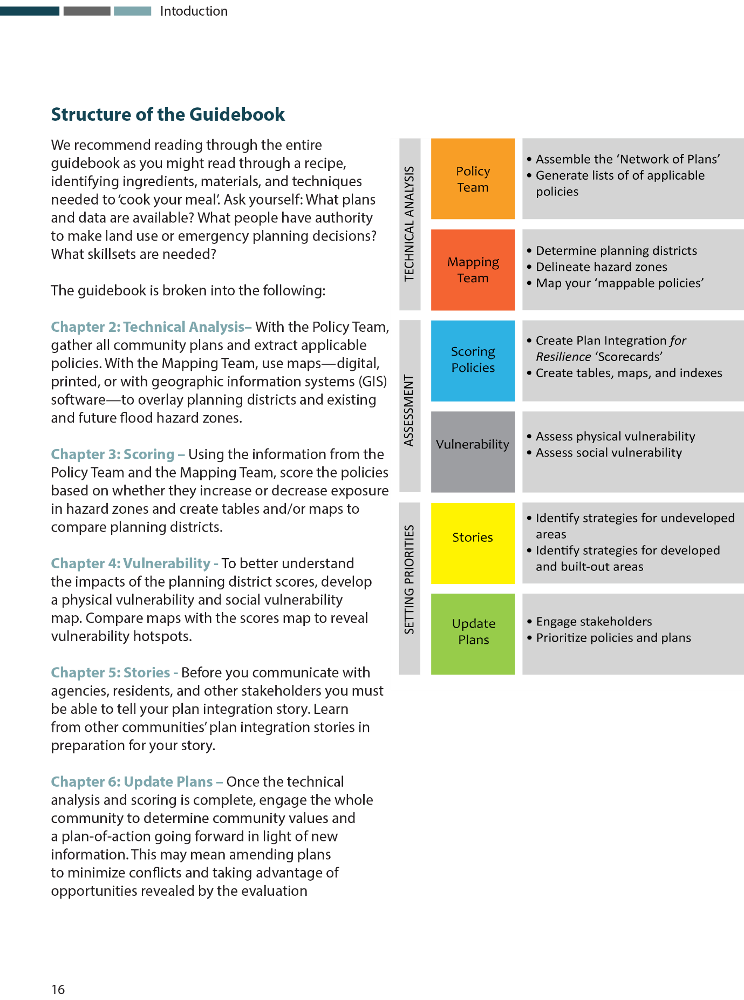 Intoduction
Structure of the Guidebook
We recommend reading through the entire
guidebook as you might read through a recipe,
identifying ingredients, materials, and techniques
needed to ‘cook your meal’. Ask yourself: What plans
and data are available? What people have authority
to make land use or emergency planning decisions?
What skillsets are needed?
The guidebook is broken into the following:
Chapter 2: Technical Analysis– With the Policy Team,
gather all community plans and extract applicable
policies. With the Mapping Team, use maps—digital,
printed, or with geographic information systems (GIS)
software—to overlay planning districts and existing
and future flood hazard zones.
Chapter 3: Scoring – Using the information from the
Policy Team and the Mapping Team, score the policies
based on whether they increase or decrease exposure
in hazard zones and create tables and/or maps to
compare planning districts.
Chapter 4: Vulnerability - To better understand
the impacts of the planning district scores, develop
a physical vulnerability and social vulnerability
map. Compare maps with the scores map to reveal
vulnerability hotspots.
Chapter 5: Stories - Before you communicate with
agencies, residents, and other stakeholders you must
be able to tell your plan integration story. Learn
from other communities’ plan integration stories in
preparation for your story.
Chapter 6: Update Plans – Once the technical
analysis and scoring is complete, engage the whole
community to determine community values and
a plan-of-action going forward in light of new
information. This may mean amending plans
to minimize conflicts and taking advantage of
opportunities revealed by the evaluation
TECHNICAL ANALYSIS
Policy
Team
• Assemble the ‘Network of Plans’
• Generate lists of of applicable
policies
Mapping
Team
• Determine planning districts
• Delineate hazard zones
• Map your ‘mappable policies’
ASSESSMENT
Scoring
Policies
• Create Plan Integration for
Resilience ‘Scorecards’
• Create tables, maps, and indexes
Vulnerability
• Assess physical vulnerability
• Assess social vulnerability
SETTING PRIORITIES
Stories
• Identify strategies for undeveloped
areas
• Identify strategies for developed
and built-out areas
Update
Plans
• Engage stakeholders
• Prioritize policies and plans
16